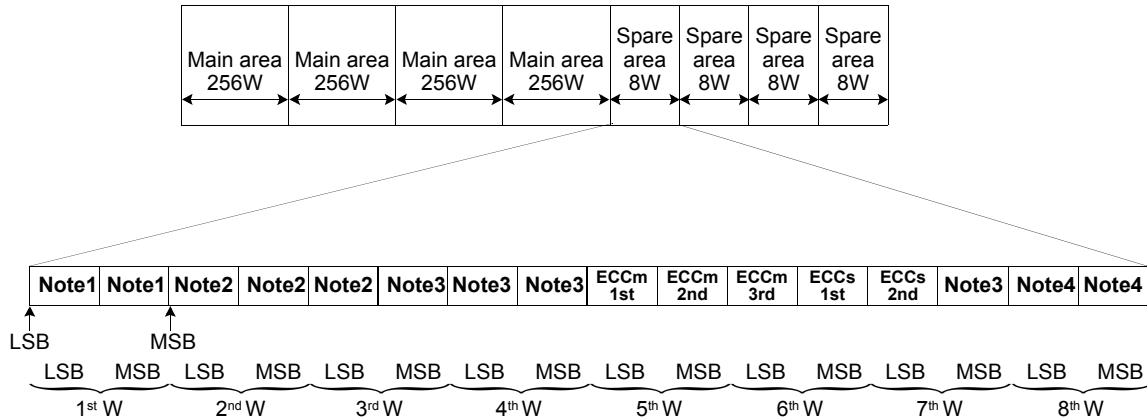 Main area 256W
Main area 256W
Main area 256W
Main area 256W
Spare area 8W
Spare area 8W
Spare area 8W
Spare area 8W
Note1 Note1 Note2 Note2 Note2 Note3 Note3 Note3 ECCm 1st ECCm 2nd ECCm 3rd ECCs 1st ECCs 2nd Note3 Note4 Note4
LSB MSB
LSB MSB LSB MSB LSB MSB LSB MSB LSB MSB LSB MSB LSB MSB LSB MSB
1st W 2nd W 3rd W 4th W 5th W 6th W 7th W 8th W